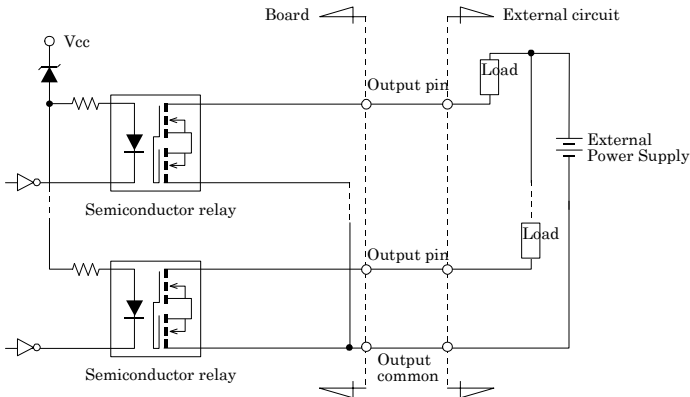 Board
External circuit
Vcc
Load
Output pin
External
Power Supply
Semiconductor relay
Load
Output pin
Output
common
Semiconductor relay